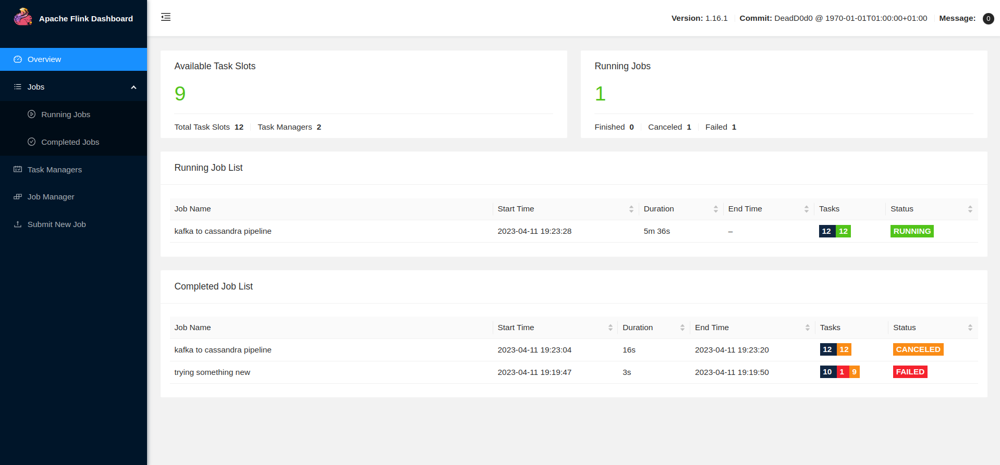 Apache Flink Dashboard
Version: 1.16.1 Commit: DeadD0d0 @ 1970-01-01T01:00:00+01:00 Message: 0
Overview
Jobs
Running Jobs
Completed Jobs
Task Managers
Job Manager
Submit New Job
Available Task Slots
9
Total Task Slots 12 Task Managers 2
Running Jobs
1
Finished 0 Canceled 1 Failed 1
Running Job List
Job Name Start Time Duration End Time Tasks Status
kafka to cassandra pipeline 2023-04-11 19:23:28 5m 36s – 12 12 RUNNING
Completed Job List
Job Name Start Time Duration End Time Tasks Status
kafka to cassandra pipeline 2023-04-11 19:23:04 16s 2023-04-11 19:23:20 12 12 CANCELED
trying something new 2023-04-11 19:19:47 3s 2023-04-11 19:19:50 10 1 9 FAILED